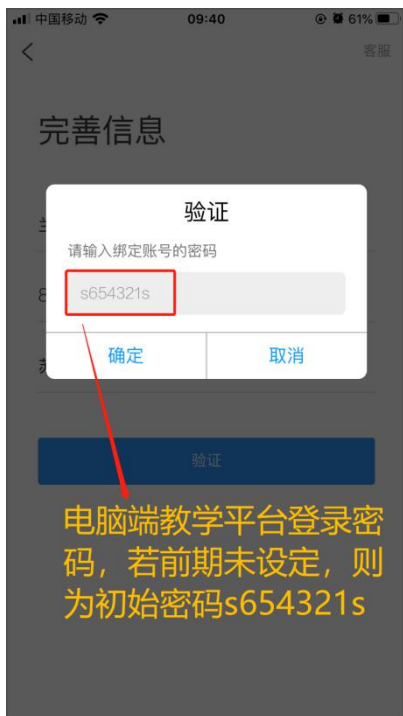 中国移动 09:40 61%
客服
完善信息
验证
请输入绑定账号的密码
8
s654321s
确定 取消
验证
电脑端教学平台登录密
码，若前期未设定，则
为初始密码s654321s